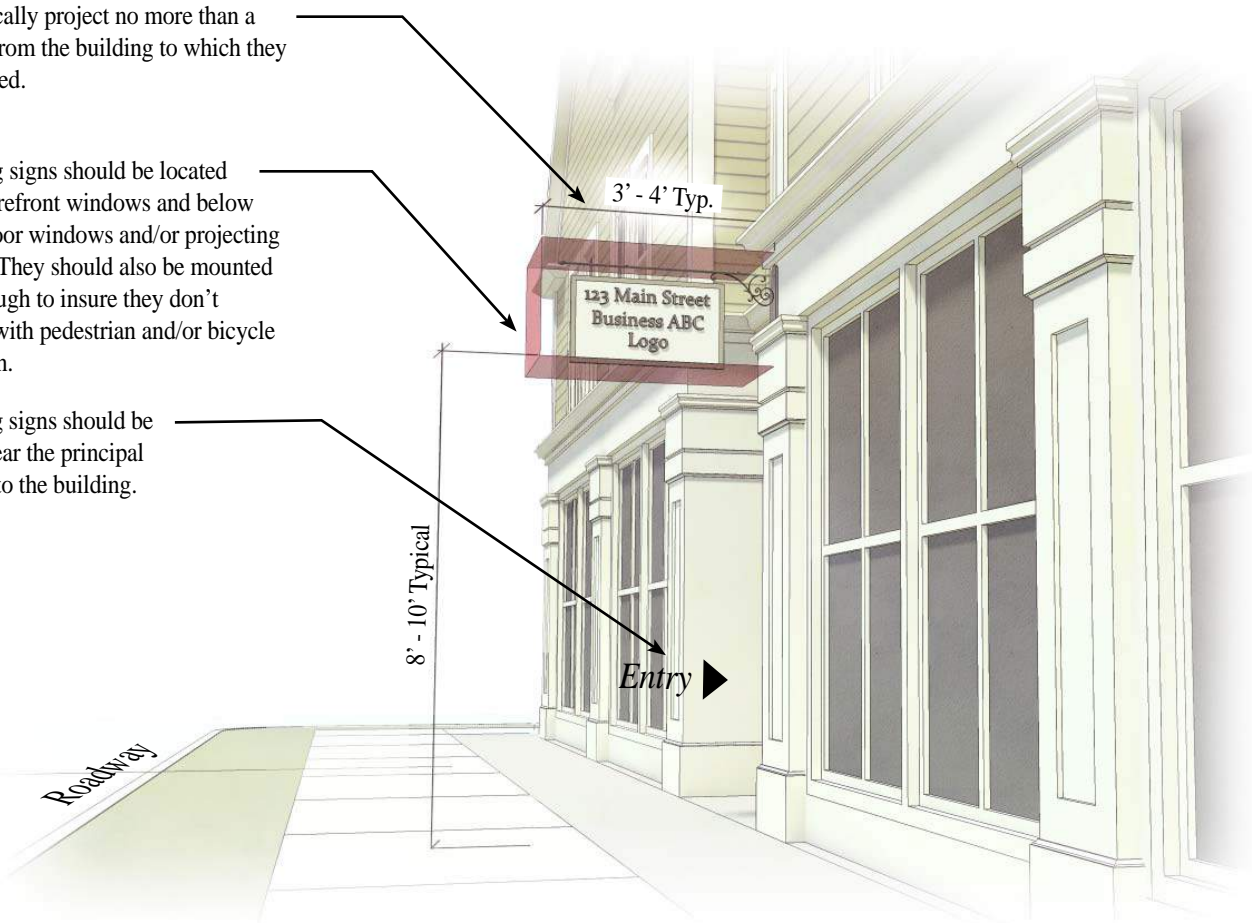 cally project no more than a
rom the building to which they
ed.
g signs should be located
refront windows and below
oor windows and/or projecting
They should also be mounted
ugh to insure they don't
with pedestrian and/or bicycle
n.
g signs should be
ear the principal
to the building.
3’ - 4’ Typ.
123 Main Street
Business ABC
Logo
8’ - 10’ Typical
Entry
Roadway